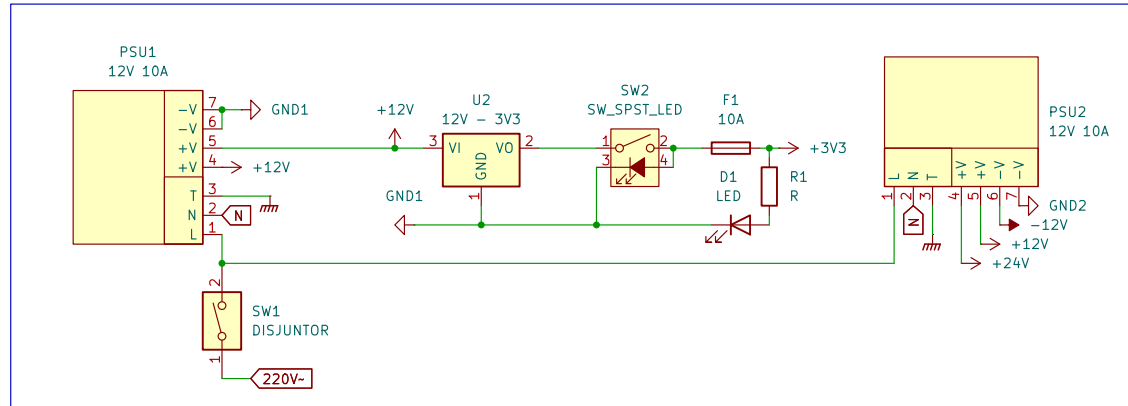 PSU1
12V 10A
-V 7
-V 6
+V 5
+V 4
T 3
N 2
L 1
GND1
+12V
N
+12V
U2
12V - 3V3
3 VI VO 2
GND
1
GND1
SW2
SW_SPST_LED
1 2
3 4
F1
10A
+3V3
D1
LED
R1
R
PSU2
12V 10A
L N T +V +V -V -V
1 2 3 4 5 6 7
N
GND2
-12V
+12V
+24V
2
SW1
DISJUNTOR
1
220V~